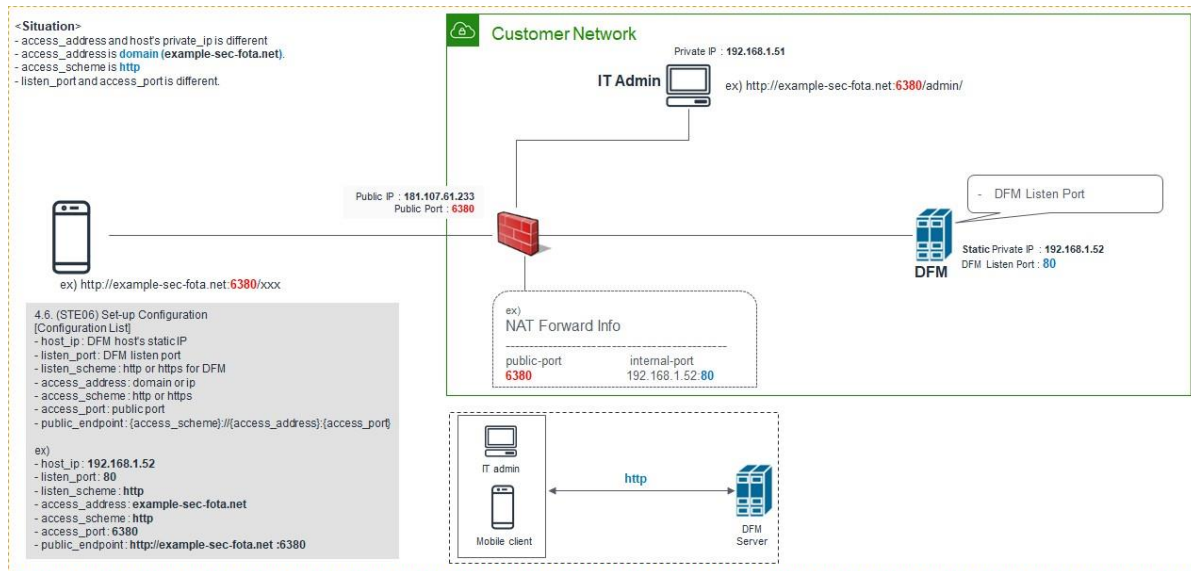 <Situation>
- access_address and host's private_ip is different
- access_address is domain (example-sec-fota.net).
- access_scheme is http
- listen_port and access_port is different.
Customer Network
Private IP : 192.168.1.51
IT Admin
ex) http://example-sec-fota.net:6380/admin/
Public IP : 181.107.61.233
Public Port : 6380
- DFM Listen Port
Static Private IP : 192.168.1.52
DFM Listen Port : 80
DFM
ex) http://example-sec-fota.net:6380/xxx
ex)
NAT Forward Info
public-port internal-port
6380 192.168.1.52:80
4.6. (STE06) Set-up Configuration
[Configuration List]
- host_ip : DFM host's static IP
- listen_port : DFM listen port
- listen_scheme : http or https for DFM
- access_address : domain or ip
- access_scheme : http or https
- access_port : public port
- public_endpoint : {access_scheme}://{access_address}:{access_port}
ex)
- host_ip : 192.168.1.52
- listen_port : 80
- listen_scheme : http
- access_address : example-sec-fota.net
- access_scheme : http
- access_port : 6380
- public_endpoint : http://example-sec-fota.net :6380
IT admin
http
Mobile client
DFM
Server